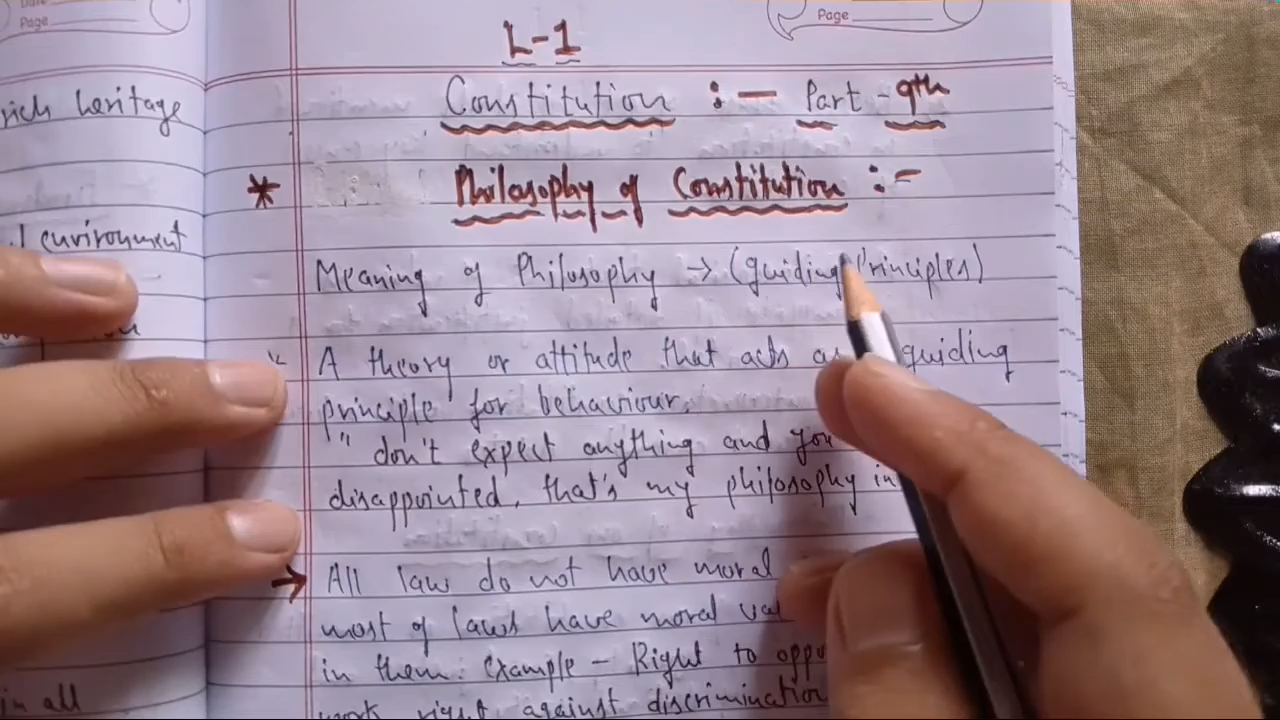 Page
Page
L-1
rich heritage
Constitution :- Part - 9th
* Philosophy of Constitution :-
environment
Meaning of Philosophy → (guiding Principles)
A theory or attitude that acts as guiding
principle for behaviour.
" don't expect anything and you
disappointed, that's my philosophy in
→ All law do not have moral
most of laws have moral
in them. Example - Right to
in all
work right against discrimination